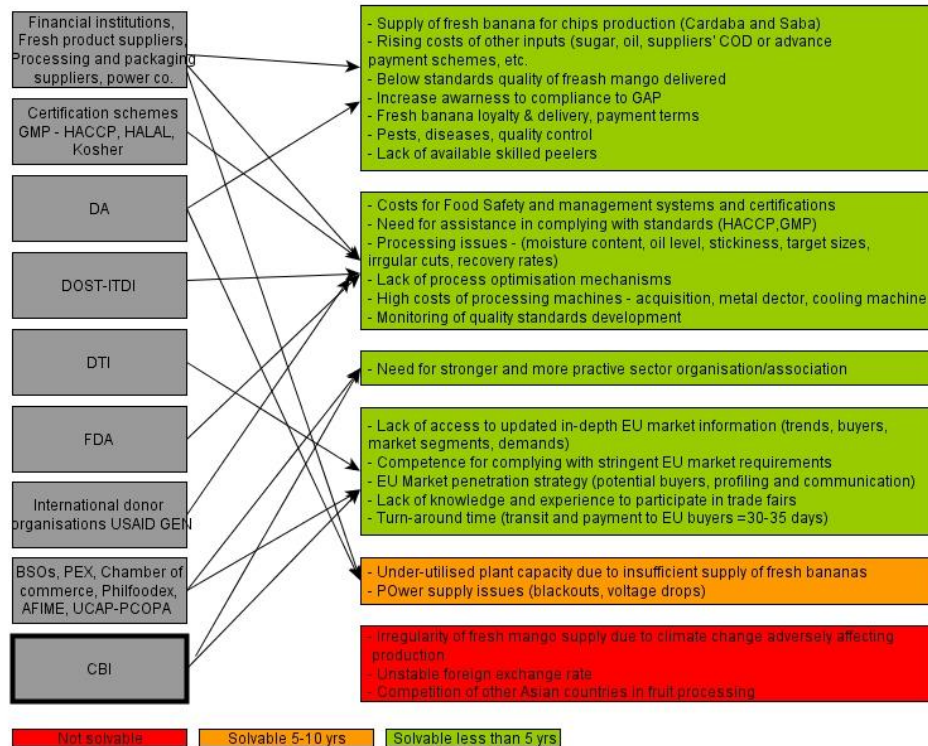 Financial institutions,
Fresh product suppliers,
Processing and packaging
suppliers, power co.
Certification schemes
GMP - HACCP, HALAL,
Kosher
DA
DOST-ITDI
DTI
FDA
International donor
organisations USAID GEN
BSOs, PEX, Chamber of
commerce, Philfoodex,
AFIME, UCAP-PCOPA
CBI
- Supply of fresh banana for chips production (Cardaba and Saba)
- Rising costs of other inputs (sugar, oil, suppliers' COD or advance
payment schemes, etc.
- Below standards quality of freash mango delivered
- Increase awarness to compliance to GAP
- Fresh banana loyalty & delivery, payment terms
- Pests, diseases, quality control
- Lack of available skilled peelers
- Costs for Food Safety and management systems and certifications
- Need for assistance in complying with standards (HACCP,GMP)
- Processing issues - (moisture content, oil level, stickiness, target sizes,
irrgular cuts, recovery rates)
- Lack of process optimisation mechanisms
- High costs of processing machines - acquisition, metal dector, cooling machine
- Monitoring of quality standards development
- Need for stronger and more practive sector organisation/association
- Lack of access to updated in-depth EU market information (trends, buyers,
market segments, demands)
- Competence for complying with stringent EU market requirements
- EU Market penetration strategy (potential buyers, profiling and communication)
- Lack of knowledge and experience to participate in trade fairs
- Turn-around time (transit and payment to EU buyers =30-35 days)
- Under-utilised plant capacity due to insufficient supply of fresh bananas
- POwer supply issues (blackouts, voltage drops)
- Irregularity of fresh mango supply due to climate change adversely affecting
production
- Unstable foreign exchange rate
- Competition of other Asian countries in fruit processing
Not solvable
Solvable 5-10 yrs
Solvable less than 5 yrs